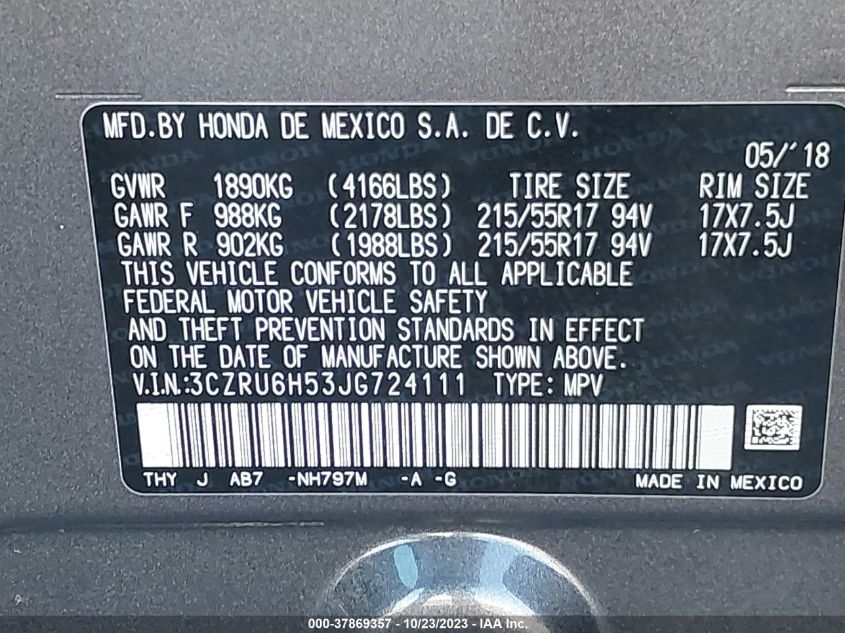 MFD.BY HONDA DE MEXICO S.A. DE C.V.
05/'18
GVWR 1890KG (4166LBS) TIRE SIZE RIM SIZE
GAWR F 988KG (2178LBS) 215/55R17 94V 17X7.5J
GAWR R 902KG (1988LBS) 215/55R17 94V 17X7.5J
THIS VEHICLE CONFORMS TO ALL APPLICABLE
FEDERAL MOTOR VEHICLE SAFETY
AND THEFT PREVENTION STANDARDS IN EFFECT
ON THE DATE OF MANUFACTURE SHOWN ABOVE.
V.I.N.:3CZRU6H53JG724111 TYPE: MPV
THY J AB7 -NH797M -A -G MADE IN MEXICO
000-37869357 - 10/23/2023 - IAA Inc.